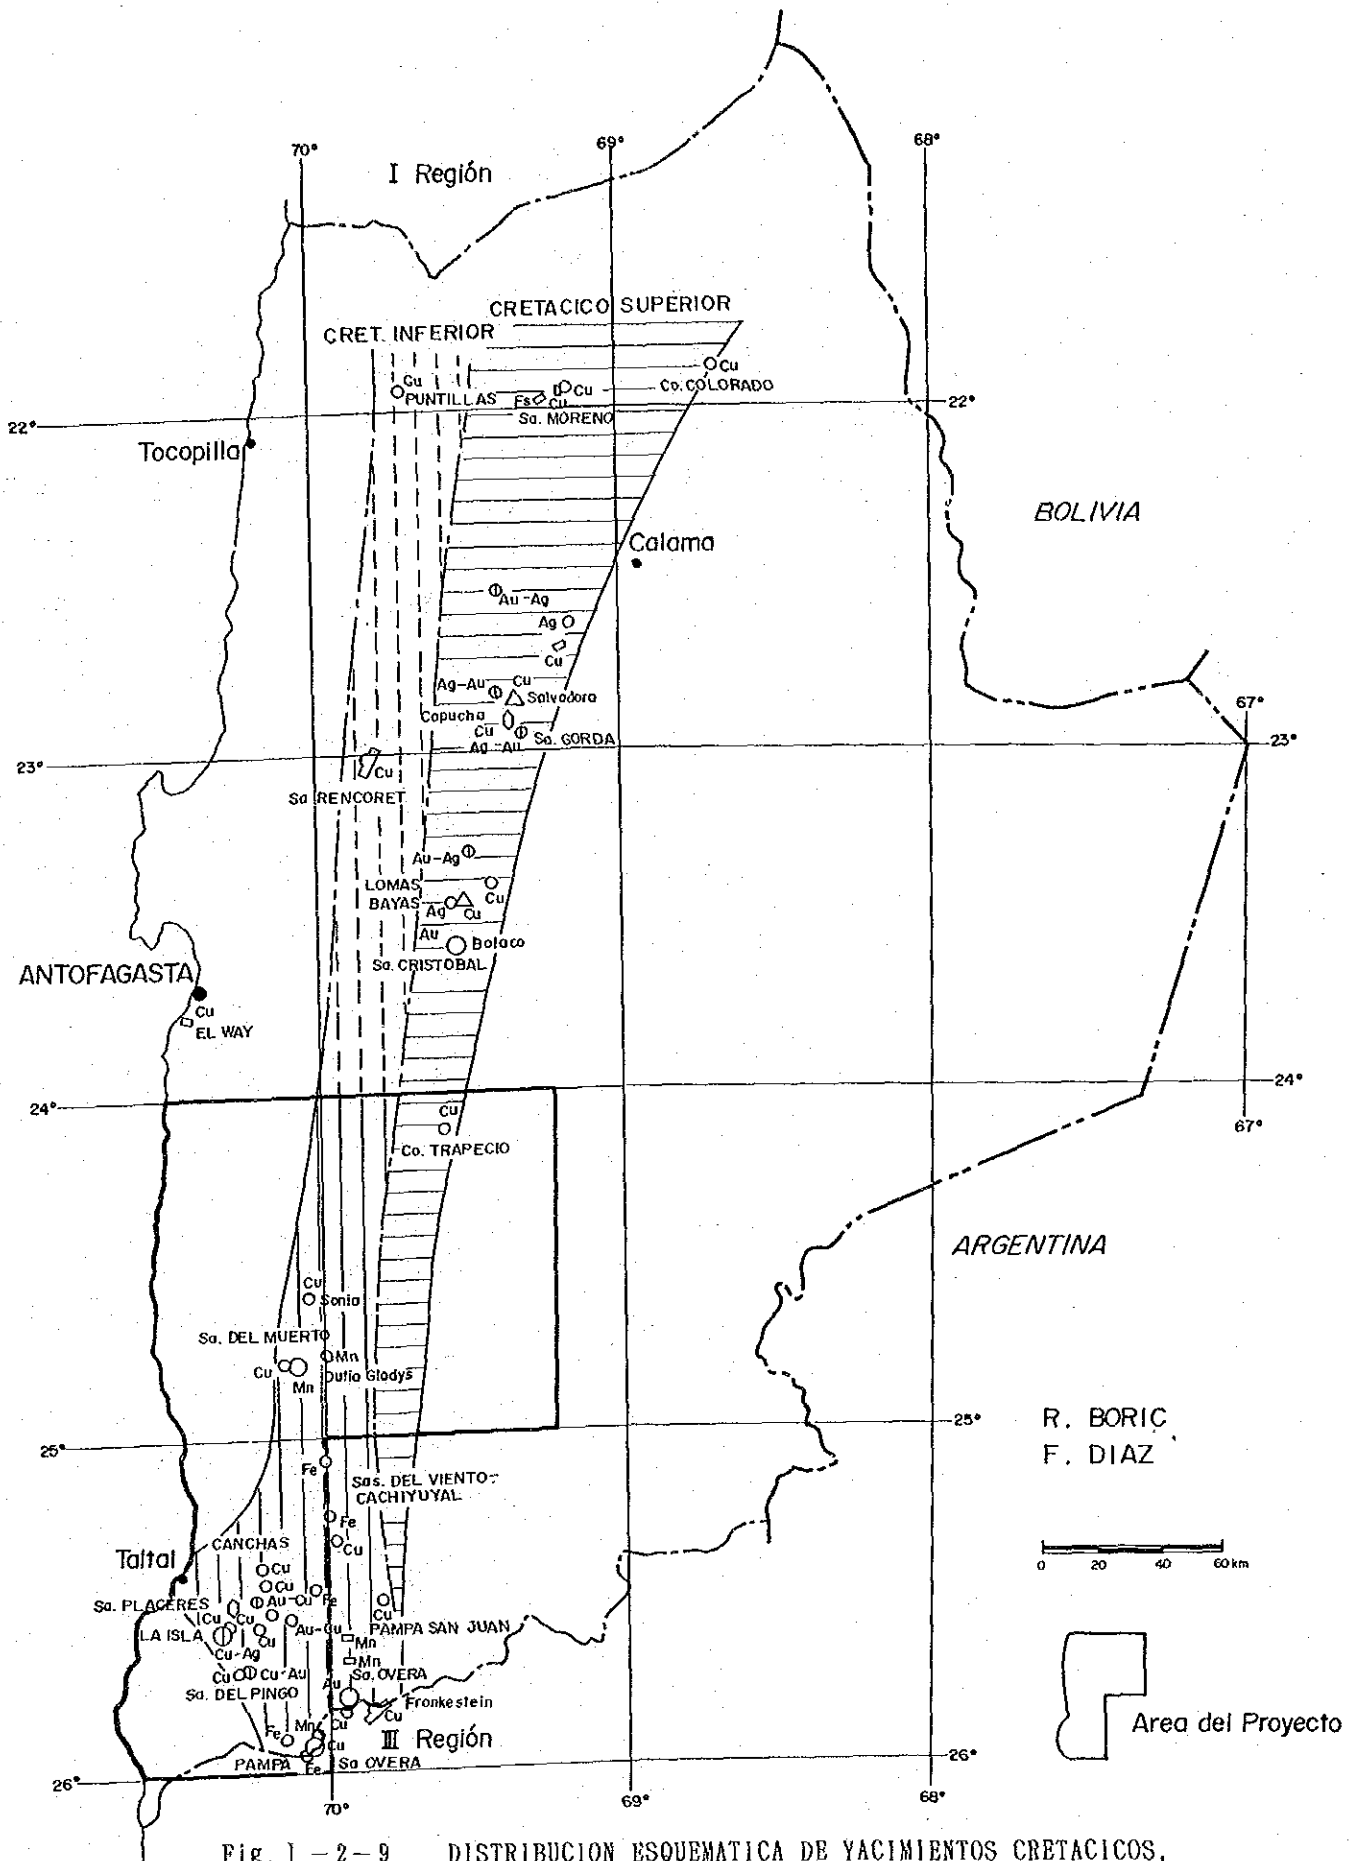 70°
69°
68°
I Región
CRETACICO SUPERIOR
CRET. INFERIOR
Cu
Cu
Co. COLORADO
PUNTILLAS
Fs
Cu
Cu
Sa. MORENO
22°
22°
Tocopilla
BOLIVIA
Calama
Au-Ag
Ag
Cu
Ag-Au
Cu
Salvadora
Capucha
Cu
Ag-Au
Sa. GORDA
67°
23°
23°
Cu
Sa RENCORET
Au-Ag
LOMAS
BAYAS
Ag
Cu
Cu
Au
Bolaco
Sa. CRISTOBAL
ANTOFAGASTA
Cu
EL WAY
24°
24°
67°
Cu
Co. TRAPECIO
ARGENTINA
Cu
Sonia
Sa. DEL MUERTO
Mn
Cu
Mn
Dutia Gladys
25°
25°
R. BORIC
F. DIAZ
Fe
Sas. DEL VIENTO-
CACHIYUYAL
Fe
Cu
CANCHAS
Taltal
Cu
Cu
0 20 40 60 km
Sa. PLACERES
Au-Cu
Fe
Cu
Cu
Cu
PAMPA SAN JUAN
LA ISLA
Au-Cu
Cu
Mn
Cu-Ag
Mn
Cu
Cu-Au
Sa. OVERA
Sa. DEL PINGO
Au
Fronkestein
Cu
Cu
Fe
Mn
III Región
Cu
Area del Proyecto
PAMPA
Fe
Sa OVERA
26°
26°
70°
69°
68°
Fig. I-2-9 DISTRIBUCION ESQUEMATICA DE YACIMIENTOS CRETACICOS.